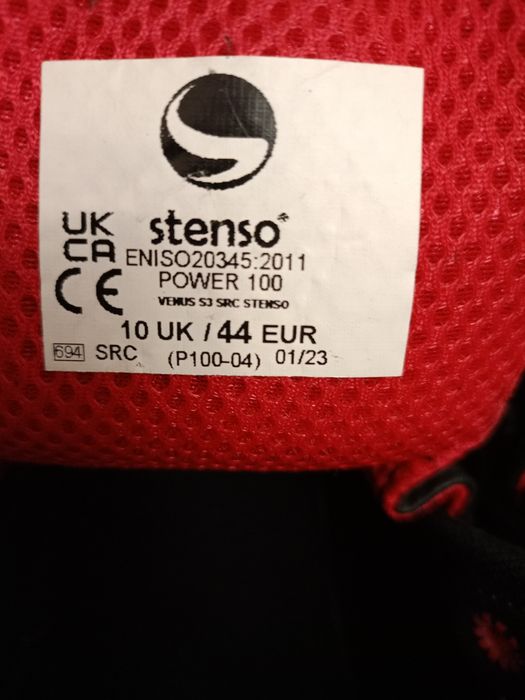 UK
CA
stenso*
ENISO20345:2011
CE
POWER 100
VENUS S3 SRC STENSO
10 UK / 44 EUR
694 SRC (P100-04) 01/23